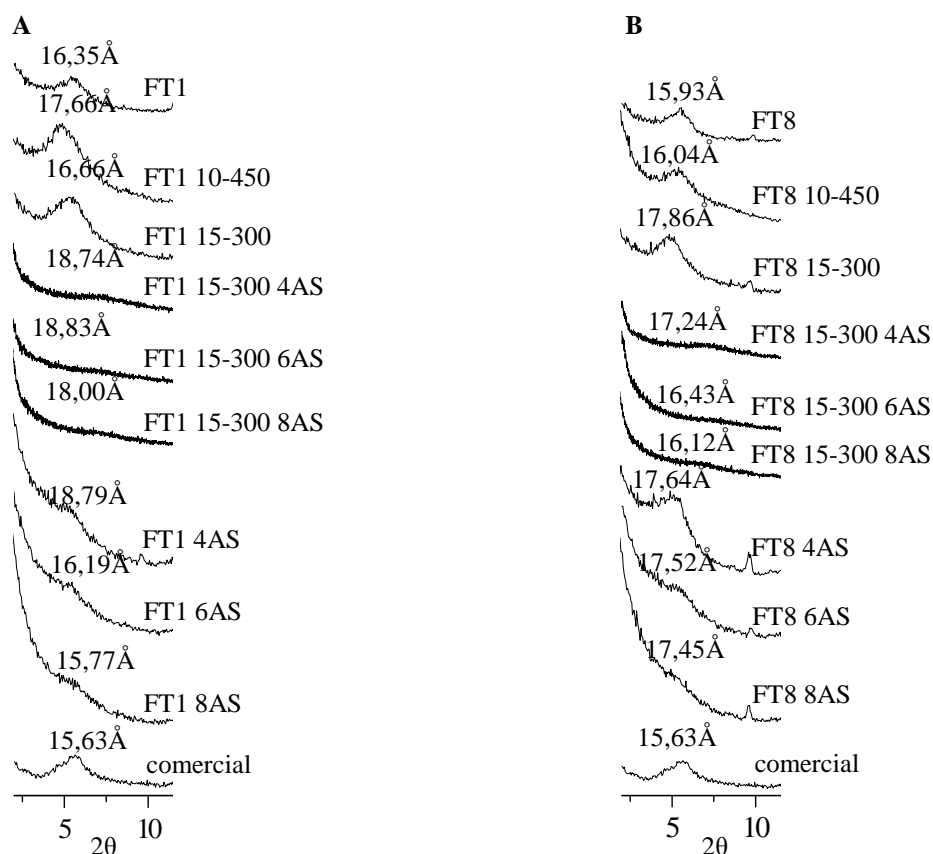 A
16,35Å
FT1
17,66Å
FT1 10-450
16,66Å
FT1 15-300
18,74Å
FT1 15-300 4AS
18,83Å
FT1 15-300 6AS
18,00Å
FT1 15-300 8AS
18,79Å
FT1 4AS
16,19Å
FT1 6AS
15,77Å
FT1 8AS
15,63Å
comercial
5 10
2θ
B
15,93Å
FT8
16,04Å
FT8 10-450
17,86Å
FT8 15-300
17,24Å
FT8 15-300 4AS
16,43Å
FT8 15-300 6AS
16,12Å
FT8 15-300 8AS
17,64Å
FT8 4AS
17,52Å
FT8 6AS
17,45Å
FT8 8AS
15,63Å
comercial
5 10
2θ